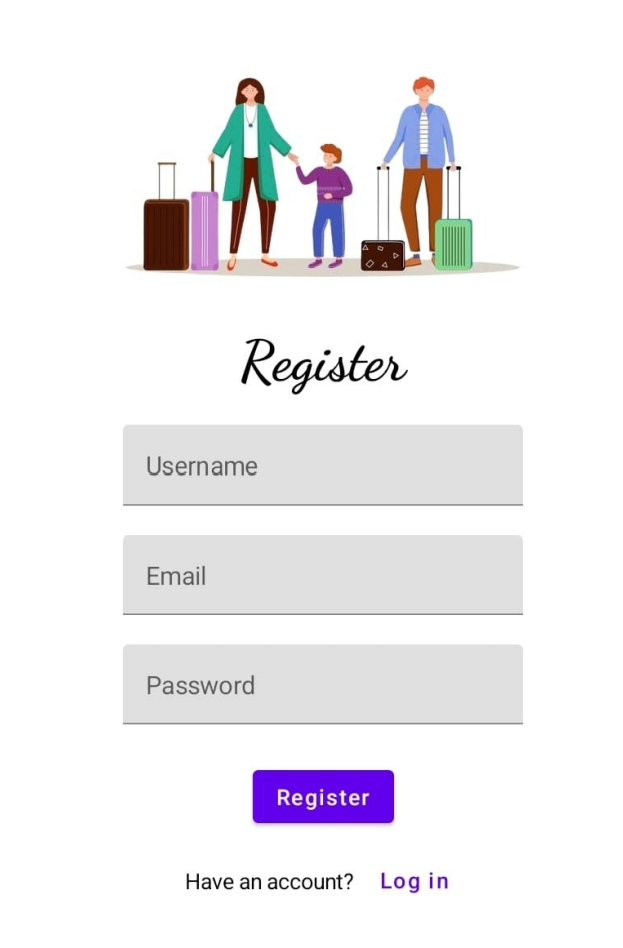 Register
Username
Email
Password
Register
Have an account? Log in